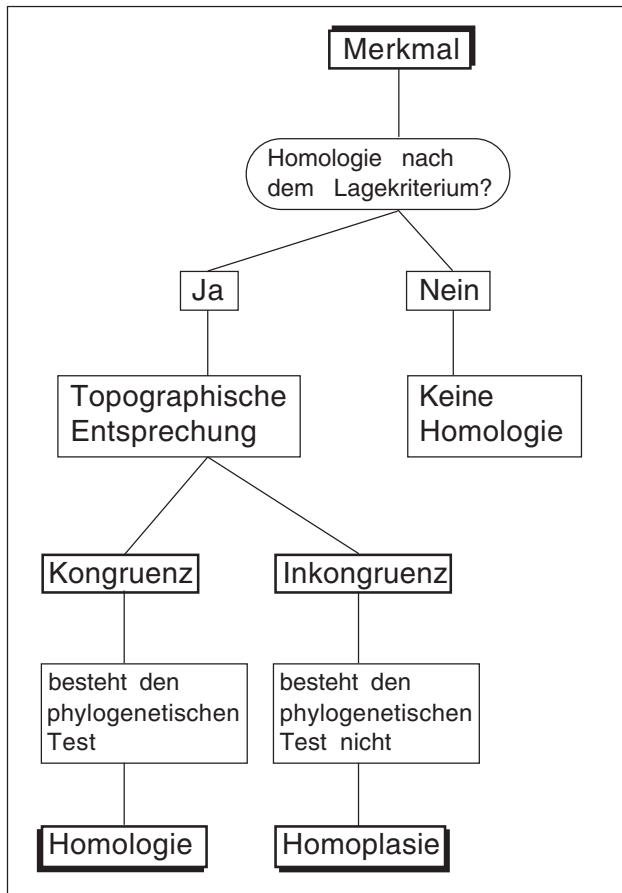 Merkmal
Homologie nach
dem Lagekriterium?
Ja
Nein
Topographische
Entsprechung
Keine
Homologie
Kongruenz
Inkongruenz
besteht den
phylogenetischen
Test
besteht den
phylogenetischen
Test nicht
Homologie
Homoplasie